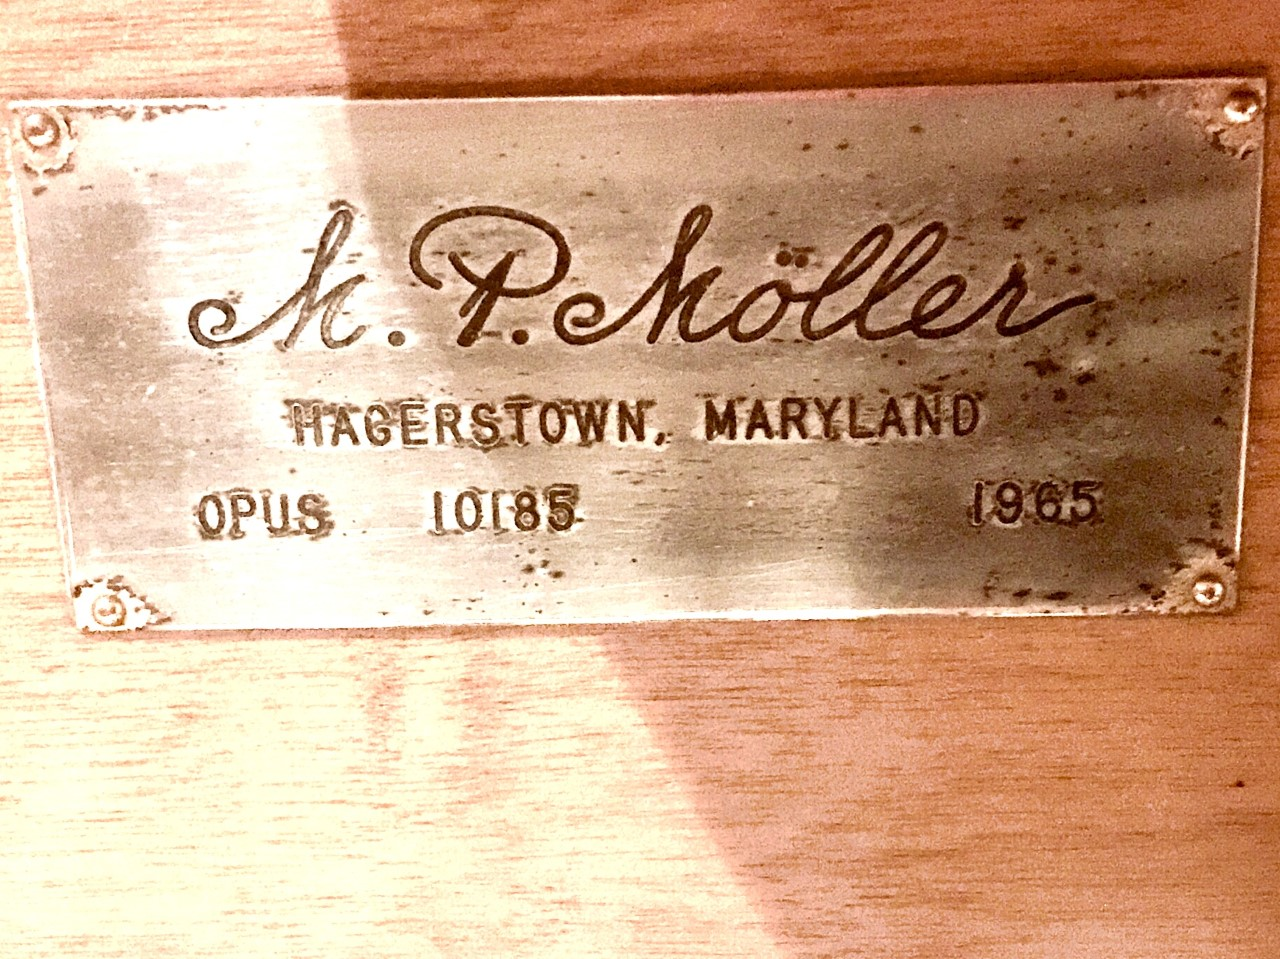 M. P. Möller
HAGERSTOWN, MARYLAND
OPUS 10185 1965